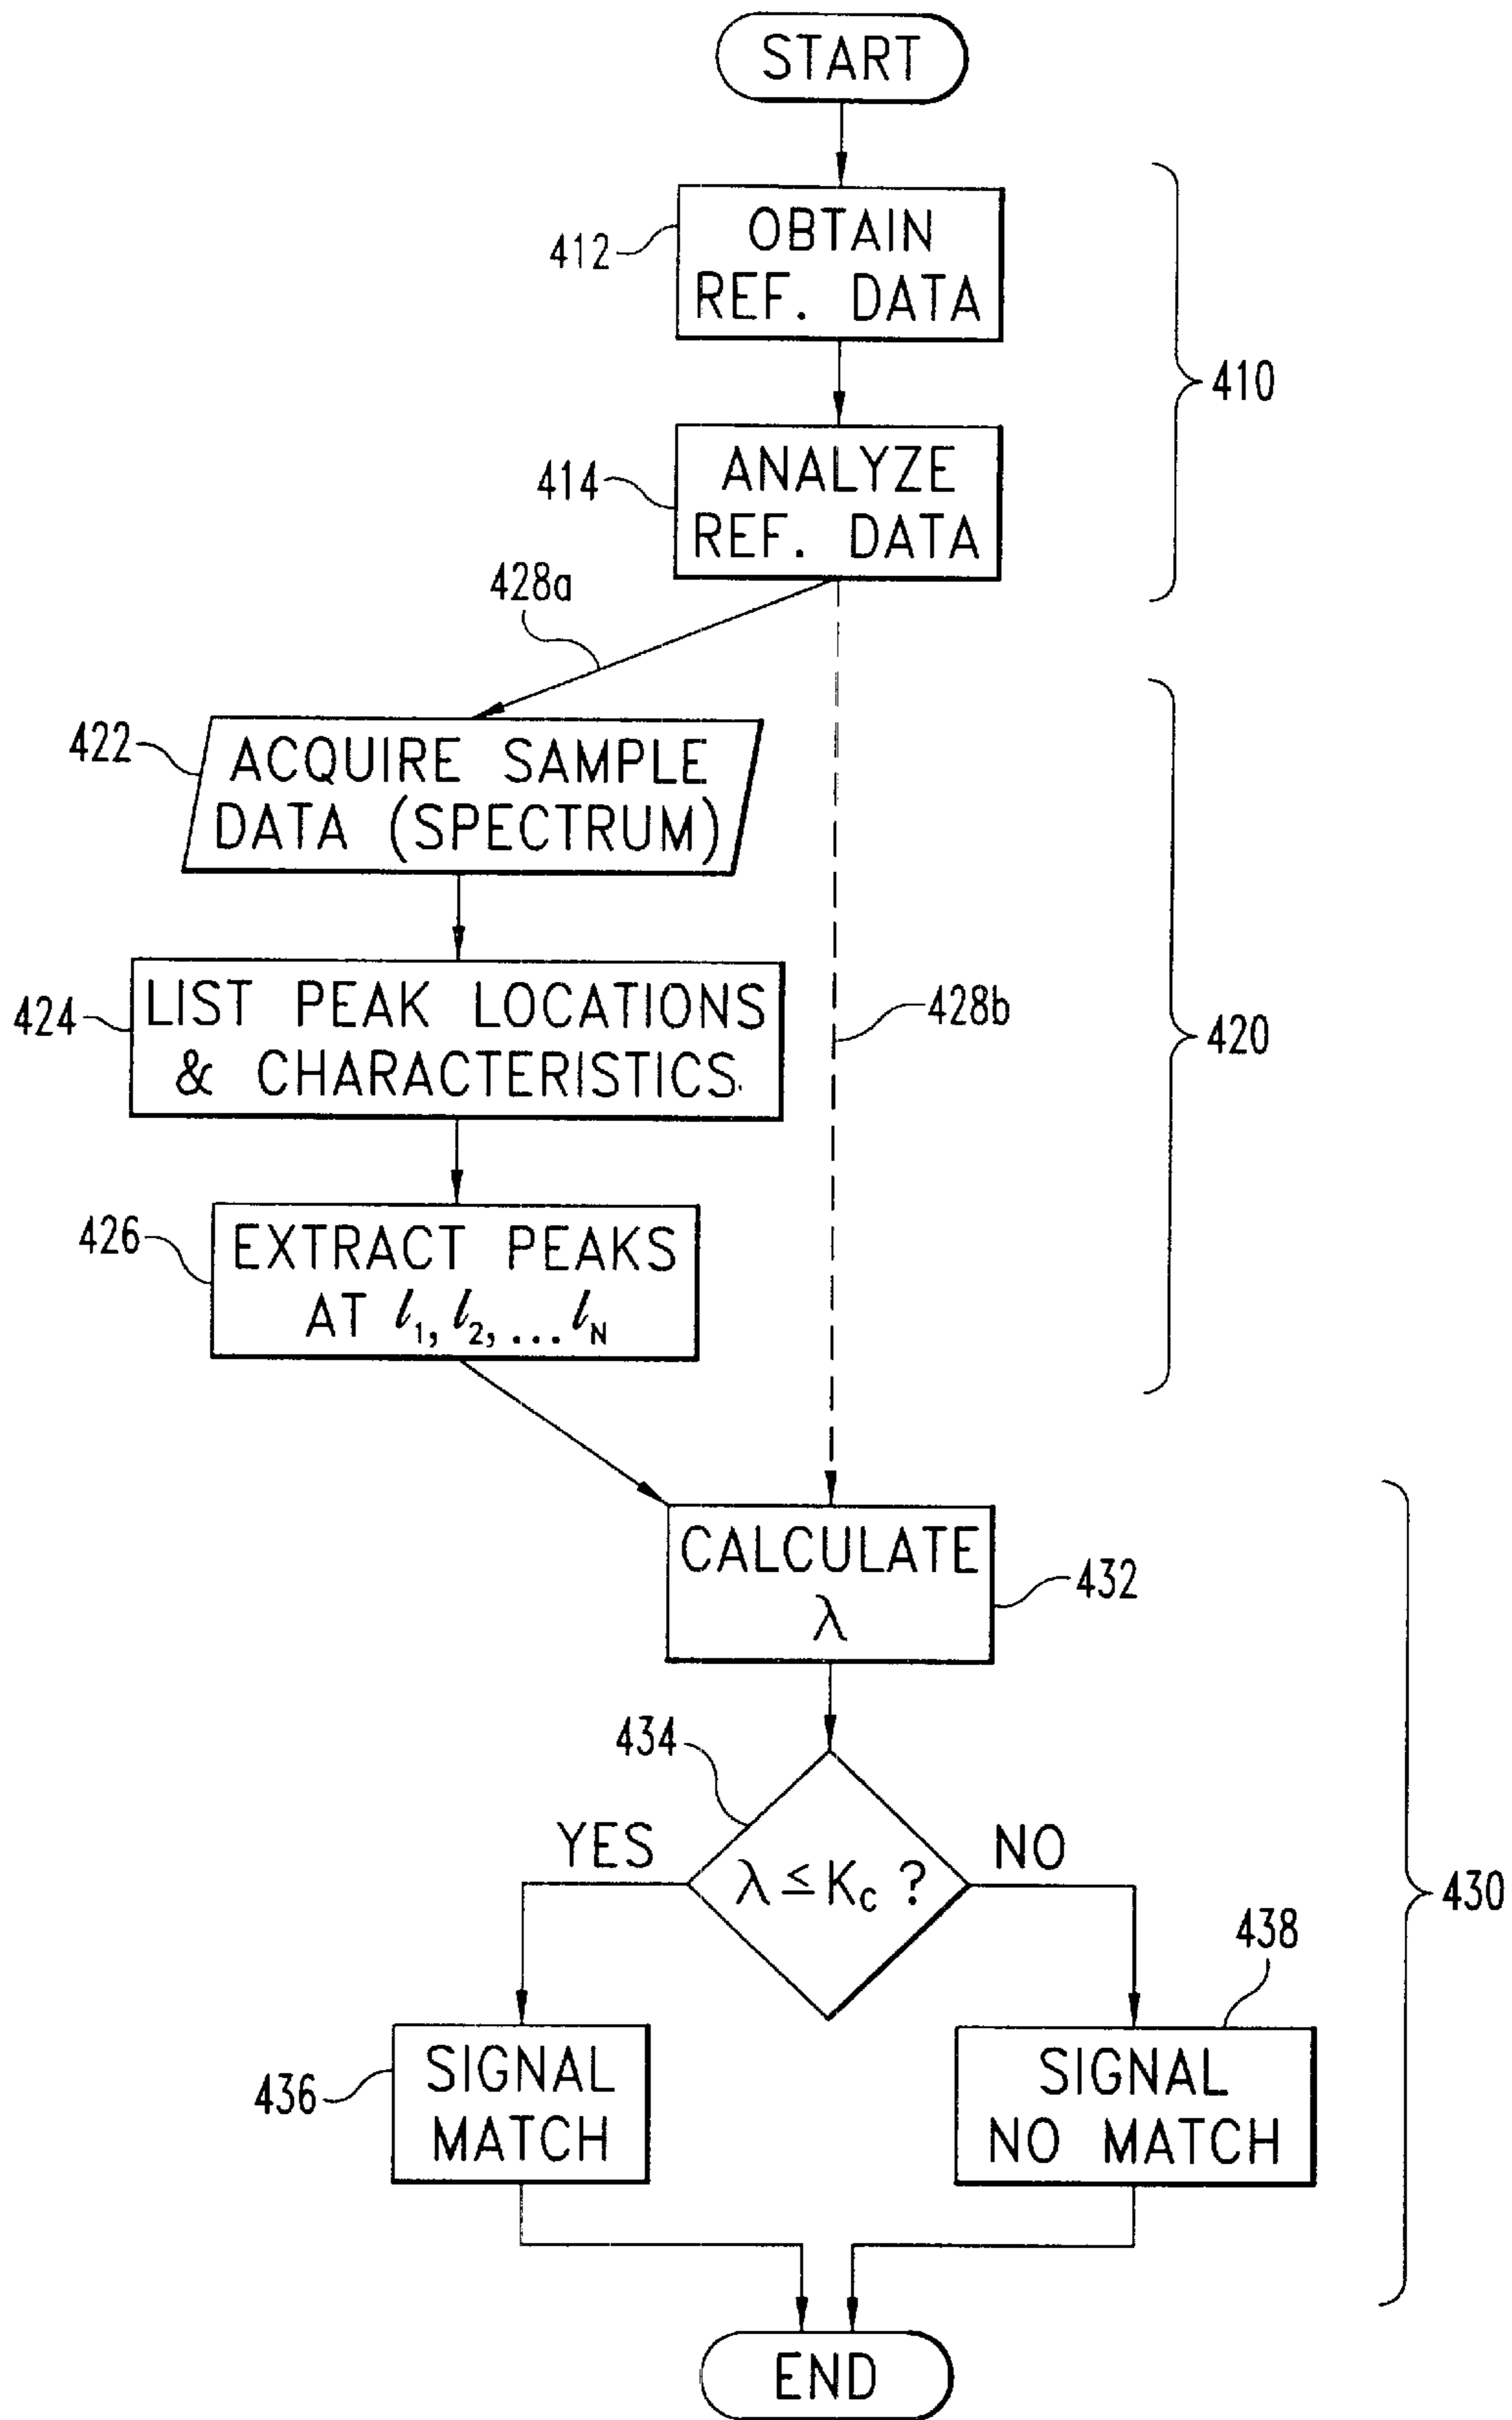 START
412
OBTAIN
REF. DATA
410
414
ANALYZE
REF. DATA
428a
422
ACQUIRE SAMPLE
DATA (SPECTRUM)
424
LIST PEAK LOCATIONS
& CHARACTERISTICS
428b
420
426
EXTRACT PEAKS
AT ℓ₁, ℓ₂, ... ℓ_N
CALCULATE
λ
432
434
YES
λ ≤ K_C ?
NO
430
438
436
SIGNAL
MATCH
SIGNAL
NO MATCH
END